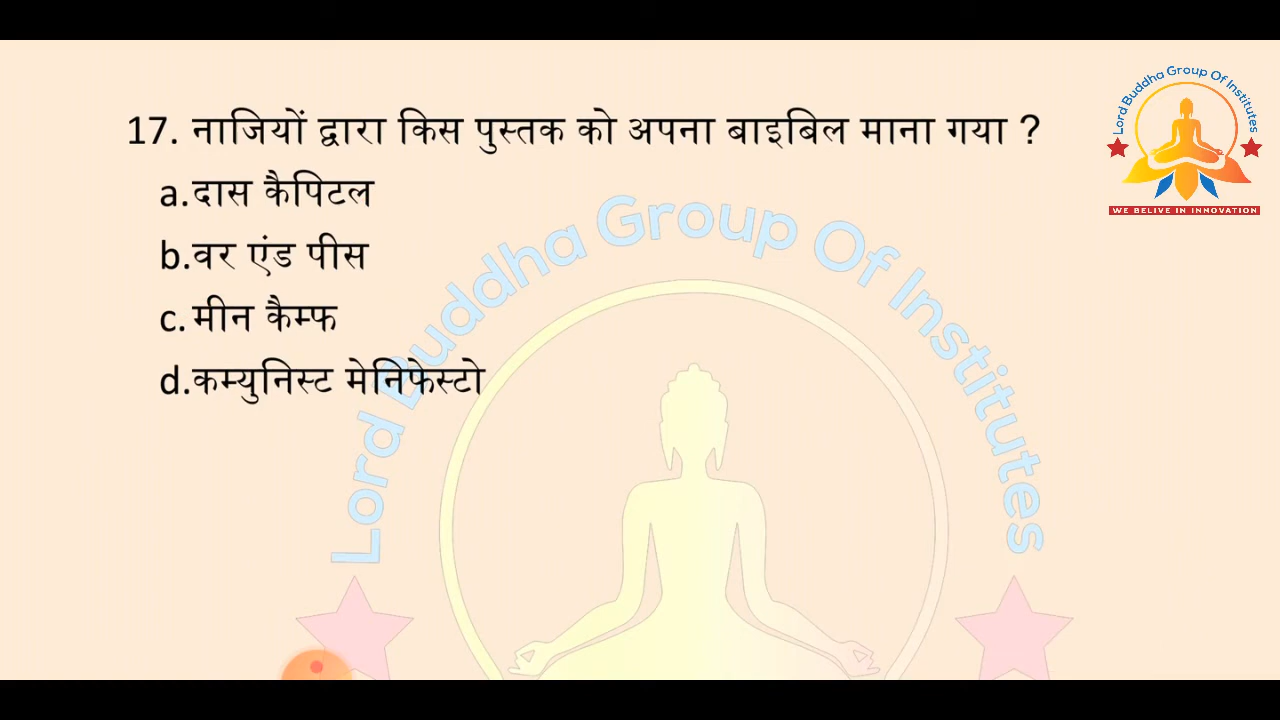 Lord Buddha Group Of Institutes
WE BELIVE IN INNOVATION
17. नाजियों द्वारा किस पुस्तक को अपना बाइबिल माना गया ?
a.दास कैपिटल
b.वर एंड पीस
c.मीन कैम्फ
d.कम्युनिस्ट मेनिफेस्टो
Lord Buddha Group Of Institutes